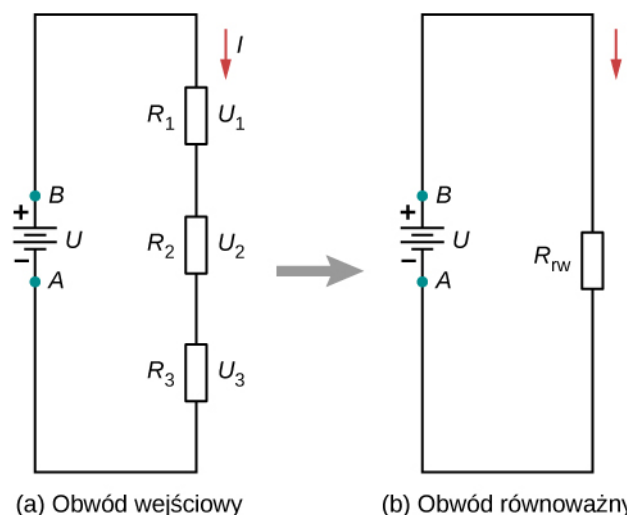 I
R1 U1
B
+
U
R2 U2
−
A
R3 U3
(a) Obwód wejściowy
B
+
U
Rrw
−
A
(b) Obwód równoważny